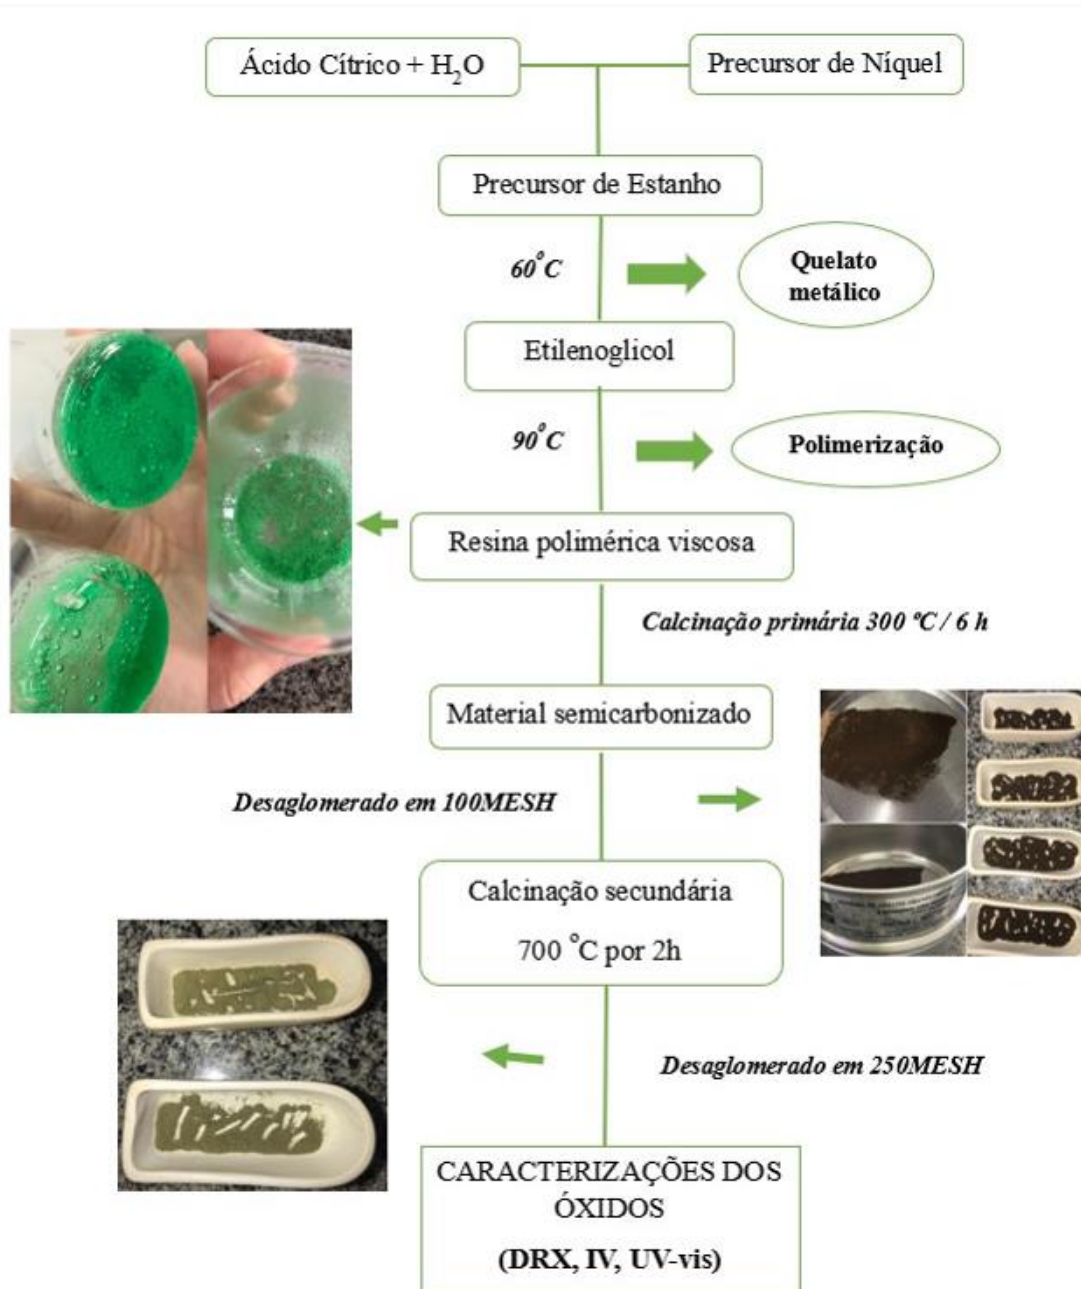 Ácido Cítrico + H₂O
Precursor de Níquel
Precursor de Estanho
60°C
Quelato
metálico
Etilenoglicol
90°C
Polimerização
Resina polimérica viscosa
Calcinação primária 300 ºC / 6 h
Material semicarbonizado
Desaglomerado em 100MESH
Calcinação secundária
700 °C por 2h
Desaglomerado em 250MESH
CARACTERIZAÇÕES DOS
ÓXIDOS
(DRX, IV, UV-vis)